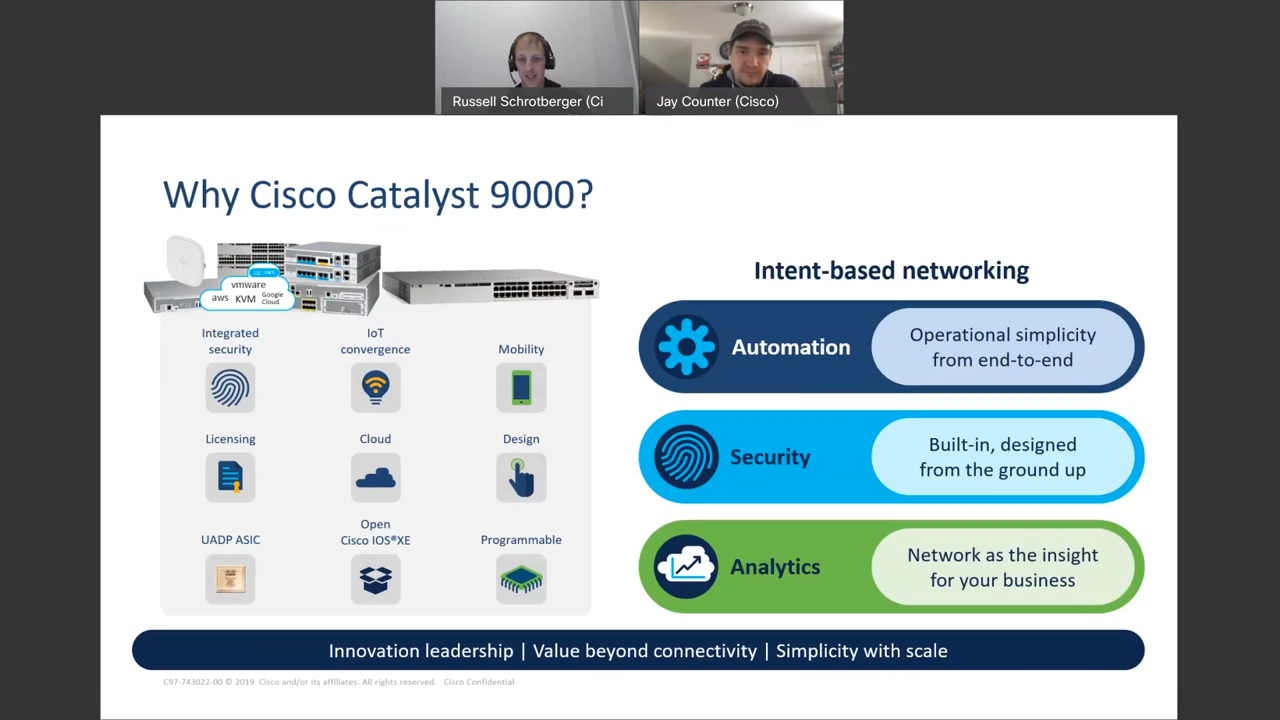 Russell Schrotberger (Ci
Jay Counter (Cisco)
Why Cisco Catalyst 9000?
vmware
aws
KVM
Google
Cloud
Integrated
security
IoT
convergence
Mobility
Licensing
Cloud
Design
UADP ASIC
Open
Cisco IOS®XE
Programmable
Intent-based networking
Automation
Operational simplicity
from end-to-end
Security
Built-in, designed
from the ground up
Analytics
Network as the insight
for your business
Innovation leadership | Value beyond connectivity | Simplicity with scale
C97-743022-00 © 2019 Cisco and/or its affiliates. All rights reserved. Cisco Confidential